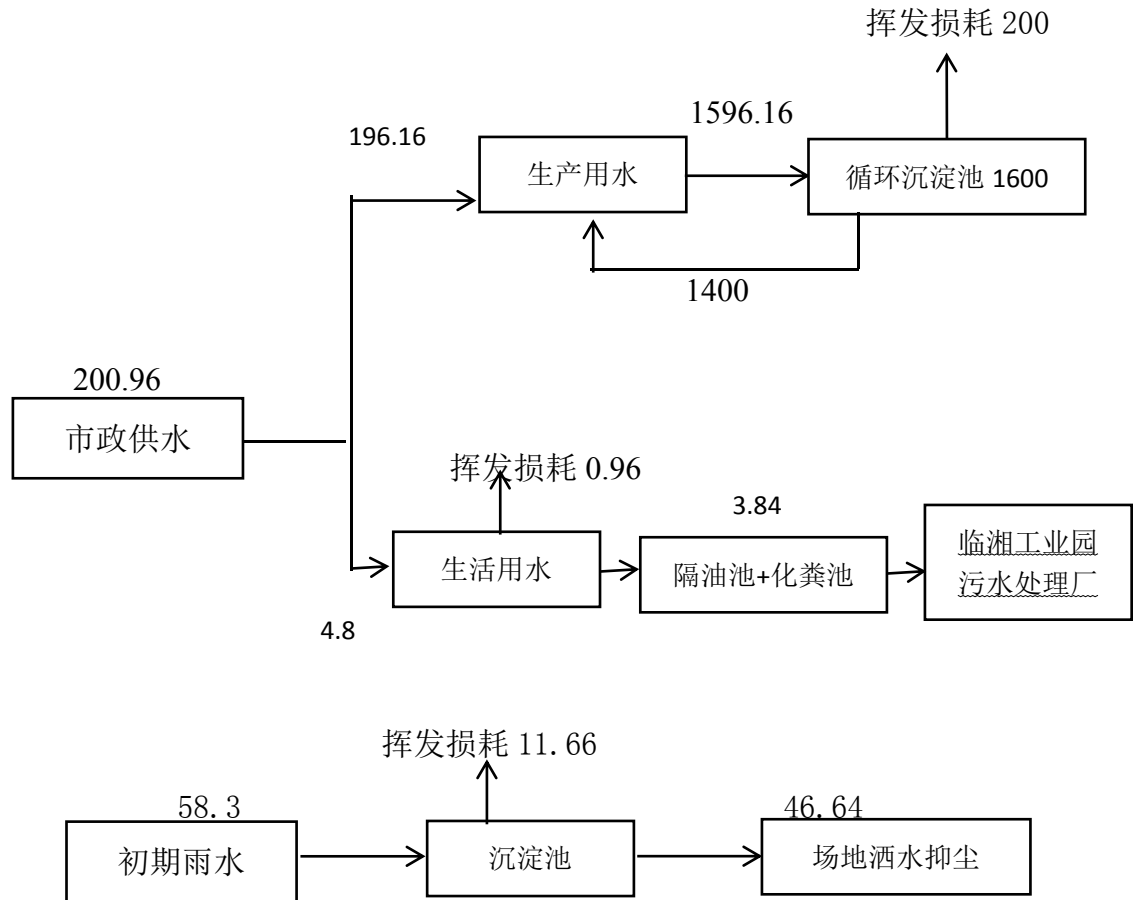 挥发损耗 200
1596.16
196.16
生产用水
循环沉淀池 1600
1400
200.96
市政供水
挥发损耗 0.96
3.84
生活用水
隔油池+化粪池
临湘工业园
污水处理厂
4.8
挥发损耗 11.66
58.3
46.64
初期雨水
沉淀池
场地洒水抑尘